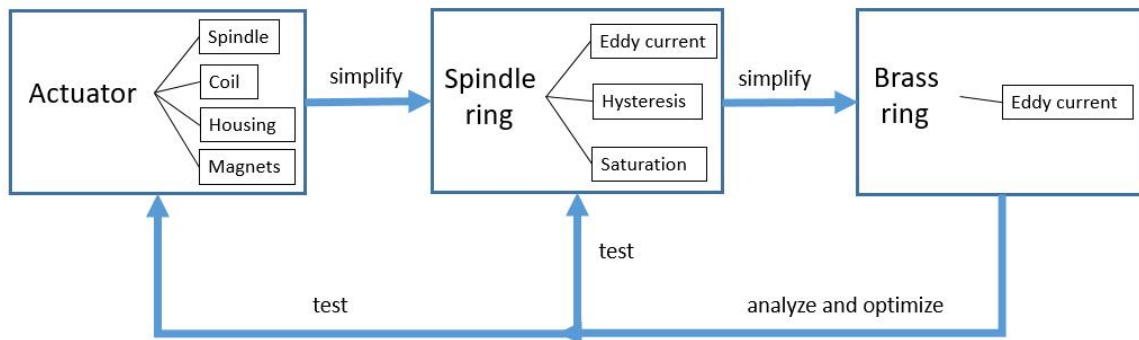 Actuator
Spindle
Coil
Housing
Magnets
simplify
Spindle
ring
Eddy current
Hysteresis
Saturation
simplify
Brass
ring
Eddy current
test
test
analyze and optimize